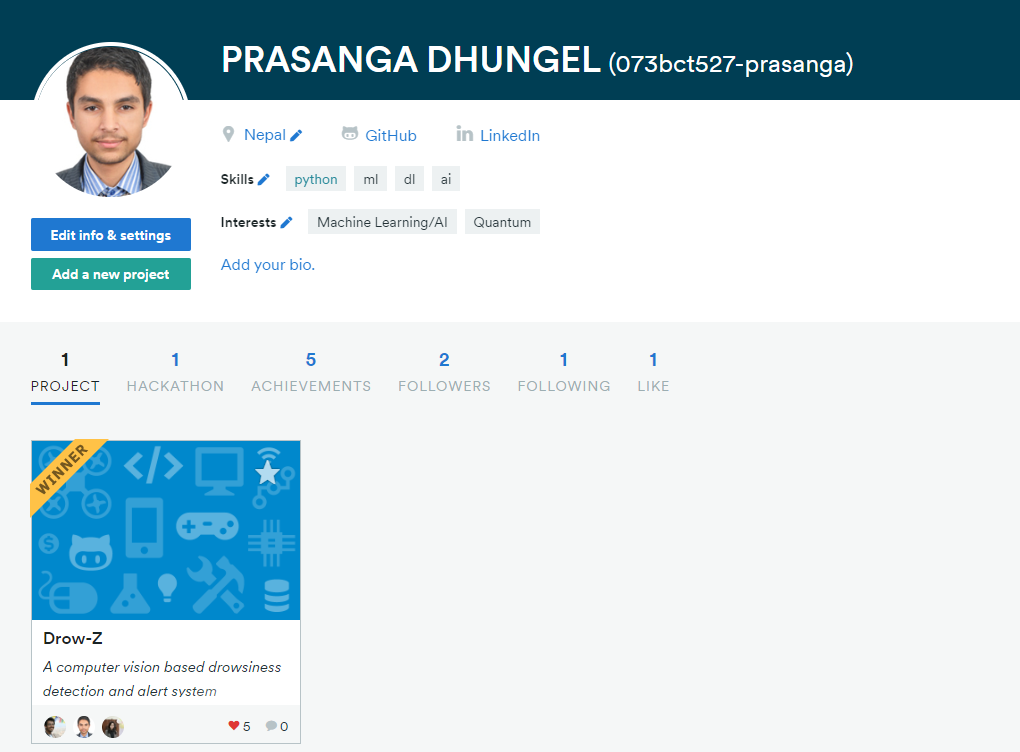 PRASANGA DHUNGEL (073bct527-prasanga)
Nepal GitHub LinkedIn
Skills python ml dl ai
Interests Machine Learning/AI Quantum
Edit info & settings
Add your bio.
Add a new project
1 1 5 2 1 1
PROJECT HACKATHON ACHIEVEMENTS FOLLOWERS FOLLOWING LIKE
WINNER
</>
$
Drow-Z
A computer vision based drowsiness
detection and alert system
5 0